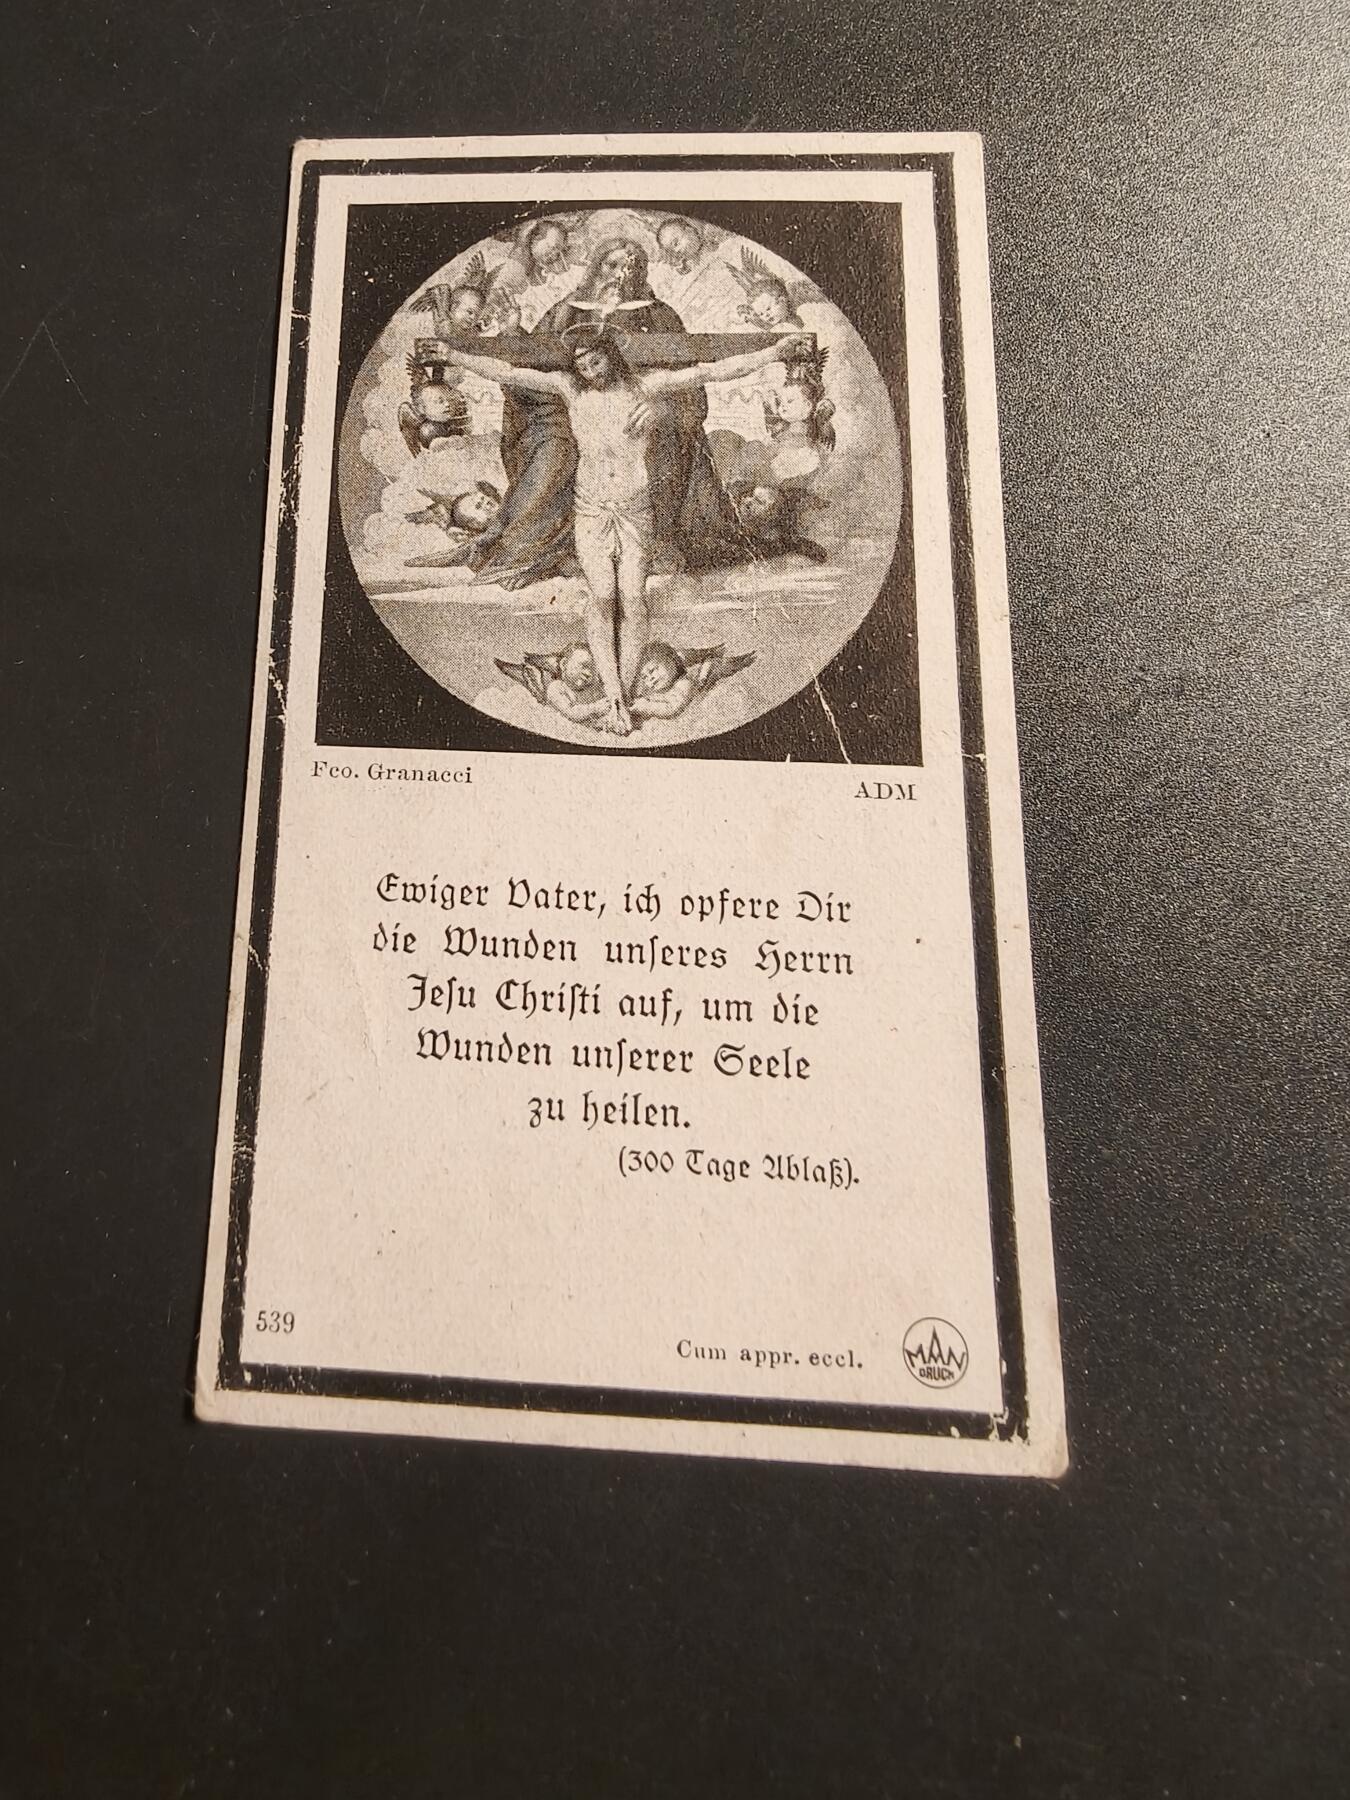 Fco. Granacci
ADM
Ewiger Vater, ich opfere Dir
die Wunden unſeres Herrn
Jeſu Chriſti auf, um die
Wunden unſerer Seele
zu heilen.
(300 Tage Ablaß).
539
Cum appr. eccl.
MAN
DRUCK